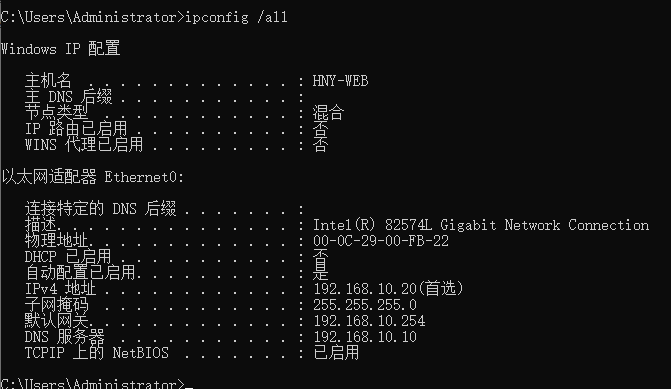 C:\Users\Administrator>ipconfig /all
Windows IP 配置
主机名 . . . . . . . . . . . . . : HNY-WEB
主 DNS 后缀 . . . . . . . . . . . :
节点类型 . . . . . . . . . . . . : 混合
IP 路由已启用 . . . . . . . . . . : 否
WINS 代理已启用 . . . . . . . . . : 否
以太网适配器 Ethernet0:
连接特定的 DNS 后缀 . . . . . . . :
描述. . . . . . . . . . . . . . . : Intel(R) 82574L Gigabit Network Connection
物理地址. . . . . . . . . . . . . : 00-0C-29-00-FB-22
DHCP 已启用 . . . . . . . . . . . : 否
自动配置已启用. . . . . . . . . . : 是
IPv4 地址 . . . . . . . . . . . . : 192.168.10.20(首选)
子网掩码 . . . . . . . . . . . . : 255.255.255.0
默认网关. . . . . . . . . . . . . : 192.168.10.254
DNS 服务器 . . . . . . . . . . . : 192.168.10.10
TCPIP 上的 NetBIOS . . . . . . . : 已启用
C:\Users\Administrator>